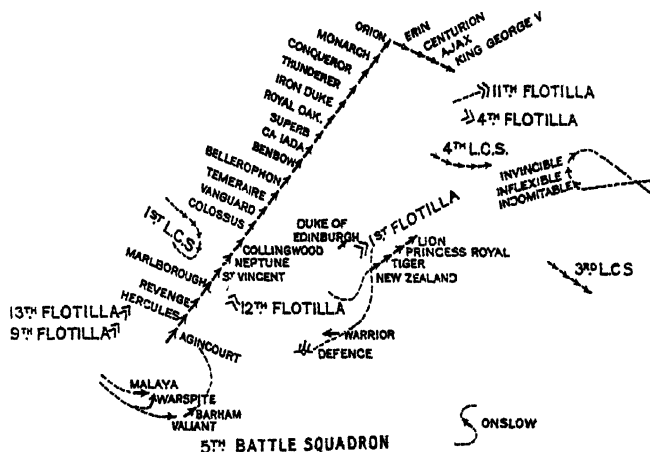 ORION
ERIN
CENTURION
AJAX
KING GEORGE V
MONARCH
CONQUEROR
THUNDERER
IRON DUKE
ROYAL OAK.
SUPERB
CA IADA
BENBOW
BELLEROPHON
TEMERAIRE
VANGUARD
COLOSSUS
11TH FLOTILLA
4TH FLOTILLA
4TH L.C.S.
INVINCIBLE
INFLEXIBLE
INDOMITABLE
1ST L.C.S
DUKE OF
EDINBURGH
1ST FLOTILLA
COLLINGWOOD
NEPTUNE
ST VINCENT
LION
PRINCESS ROYAL
TIGER
NEW ZEALAND
3RD L.C.S
MARLBOROUGH
REVENGE
HERCULES
AGINCOURT
13TH FLOTILLA
9TH FLOTILLA
12TH FLOTILLA
WARRIOR
DEFENCE
MALAYA
WARSPITE
BARHAM
VALIANT
5TH BATTLE SQUADRON
ONSLOW